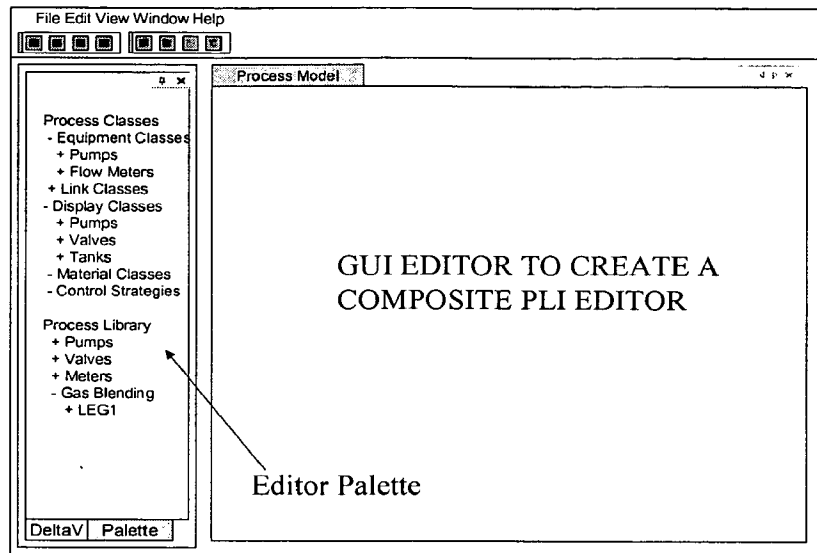 File Edit View Window Help
Process Model
Process Classes
- Equipment Classes
+ Pumps
+ Flow Meters
+ Link Classes
- Display Classes
+ Pumps
+ Valves
+ Tanks
- Material Classes
- Control Strategies
Process Library
+ Pumps
+ Valves
+ Meters
- Gas Blending
+ LEG1
GUI EDITOR TO CREATE A
COMPOSITE PLI EDITOR
Editor Palette
DeltaV Palette